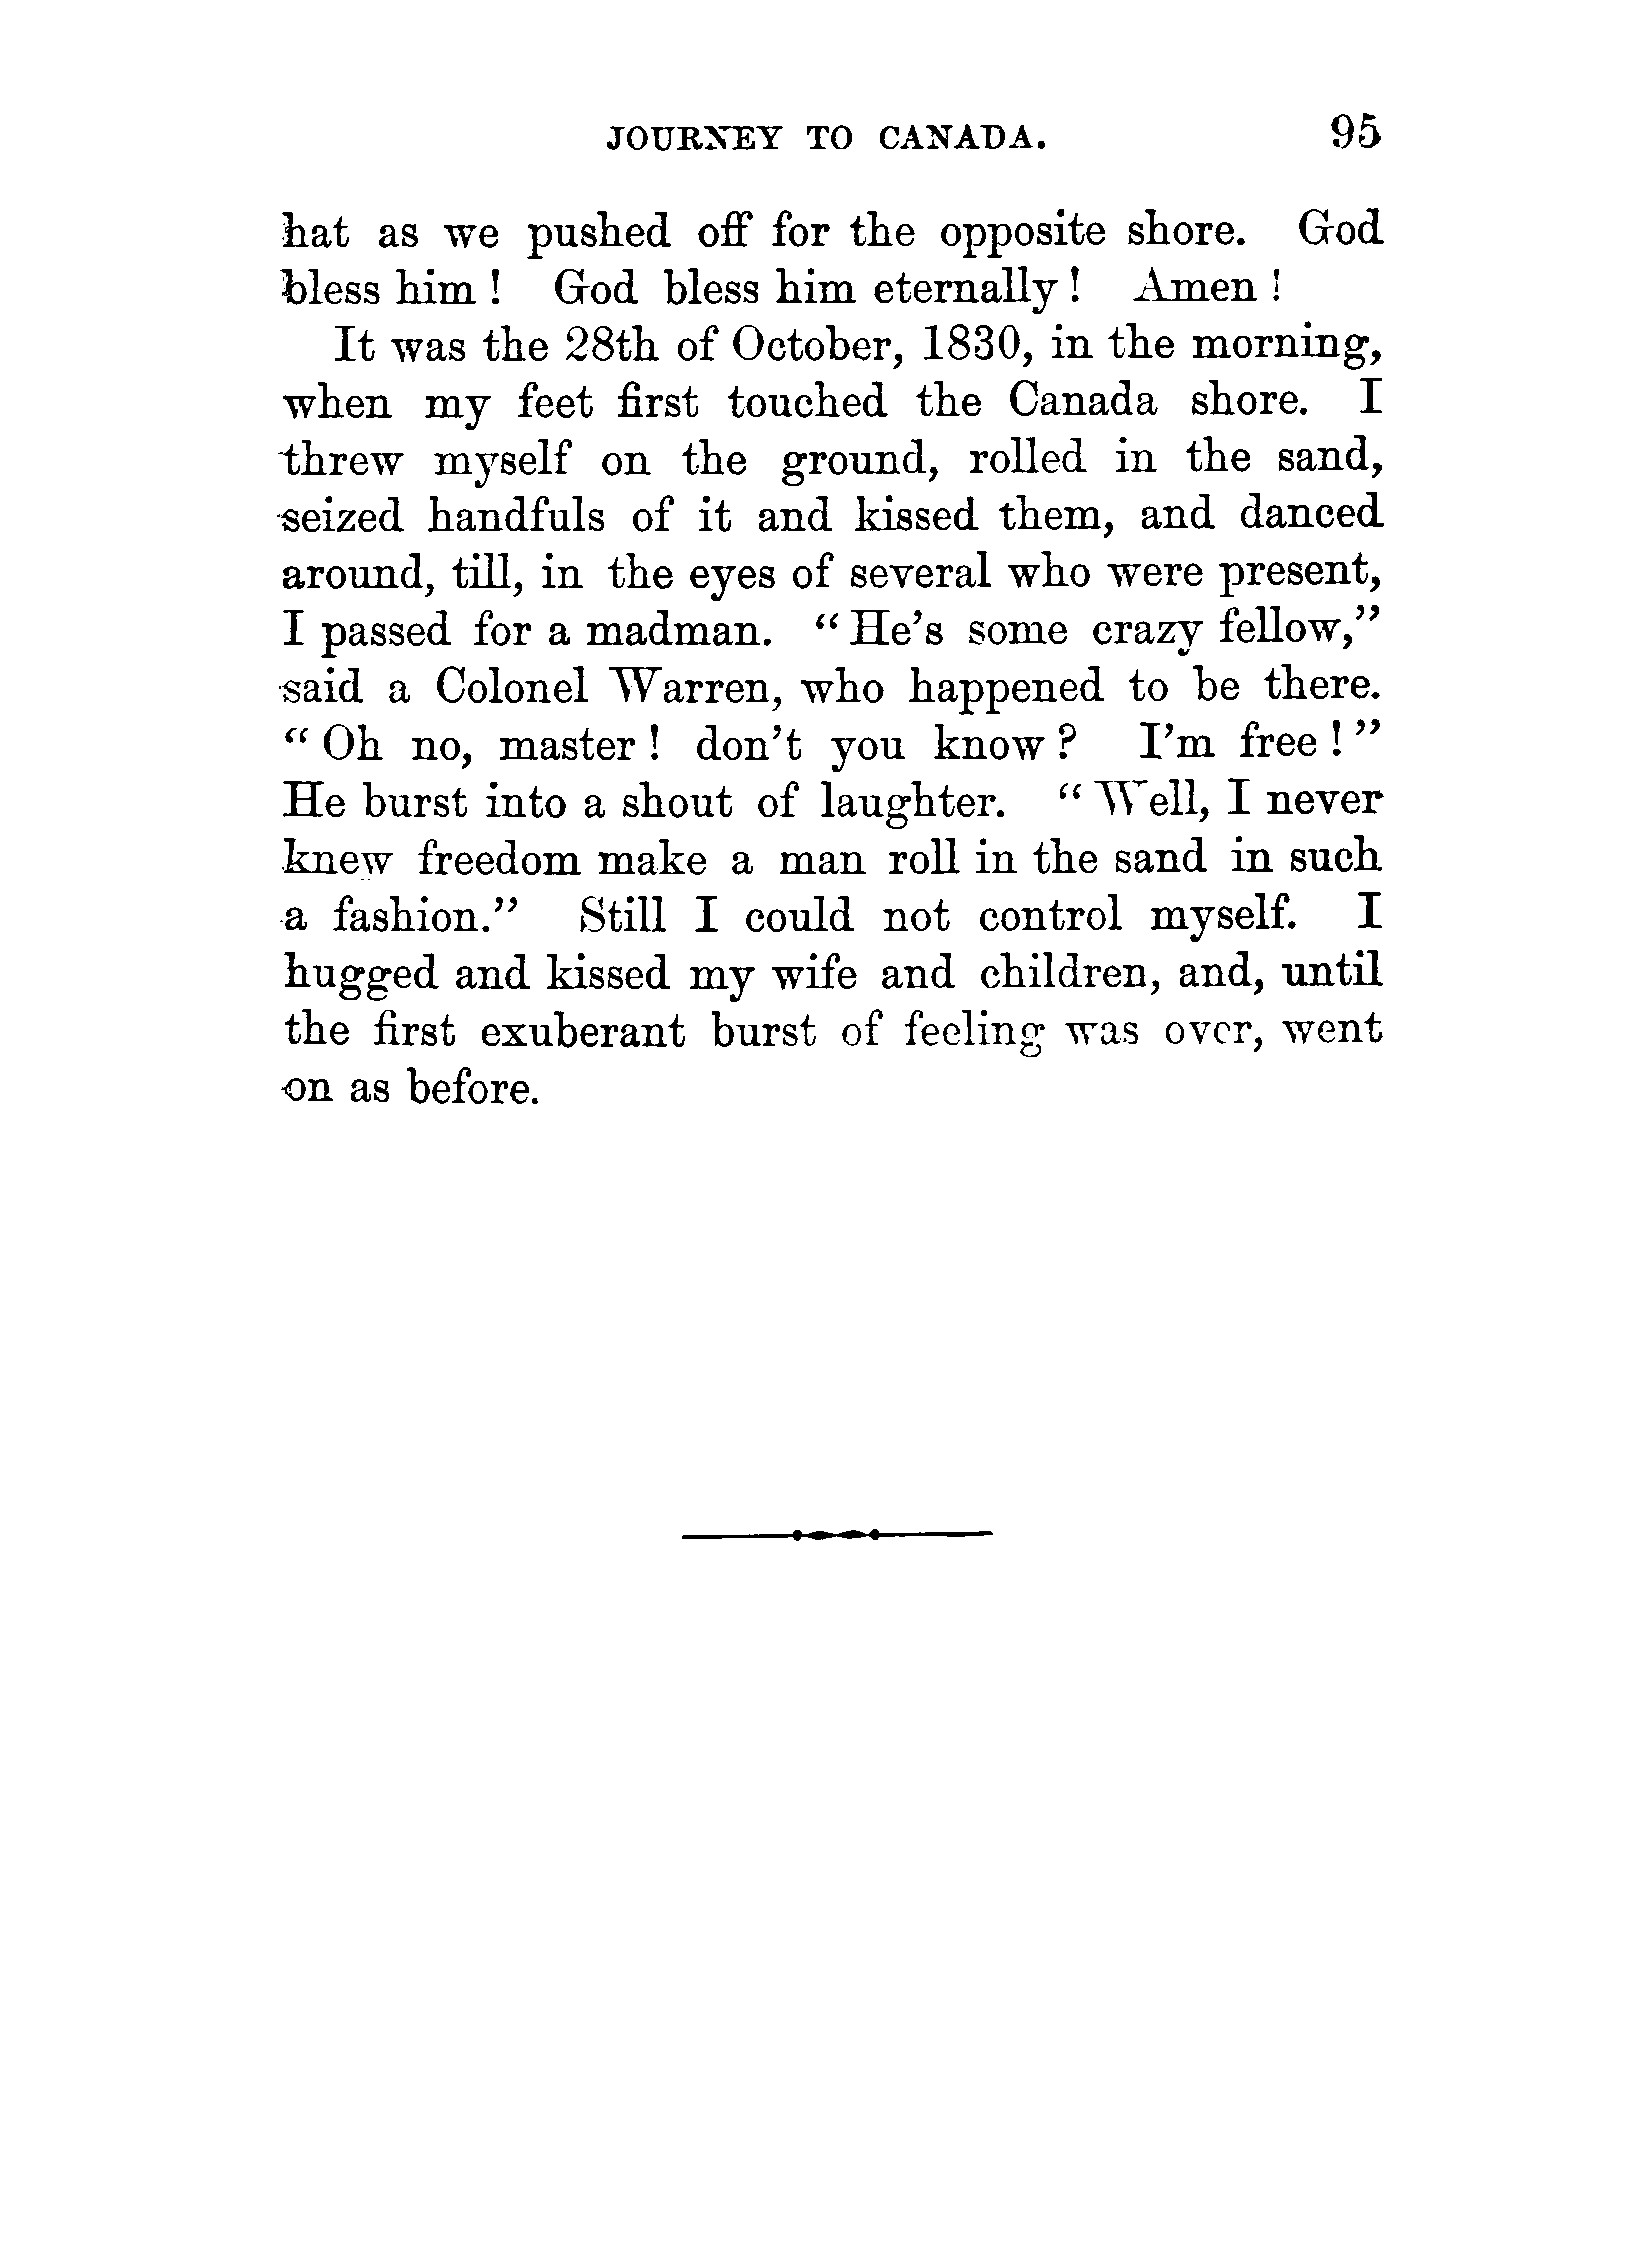 JOURNEY TO CANADA. 95
hat as we pushed off for the opposite shore. God
bless him! God bless him eternally! Amen!
It was the 28th of October, 1830, in the morning,
when my feet first touched the Canada shore. I
threw myself on the ground, rolled in the sand,
seized handfuls of it and kissed them, and danced
around, till, in the eyes of several who were present,
I passed for a madman. “He's some crazy fellow,”
said a Colonel Warren, who happened to be there.
“Oh no, master! don't you know? I'm free!”
He burst into a shout of laughter. “Well, I never
knew freedom make a man roll in the sand in such
a fashion.” Still I could not control myself. I
hugged and kissed my wife and children, and, until
the first exuberant burst of feeling was over, went
on as before.